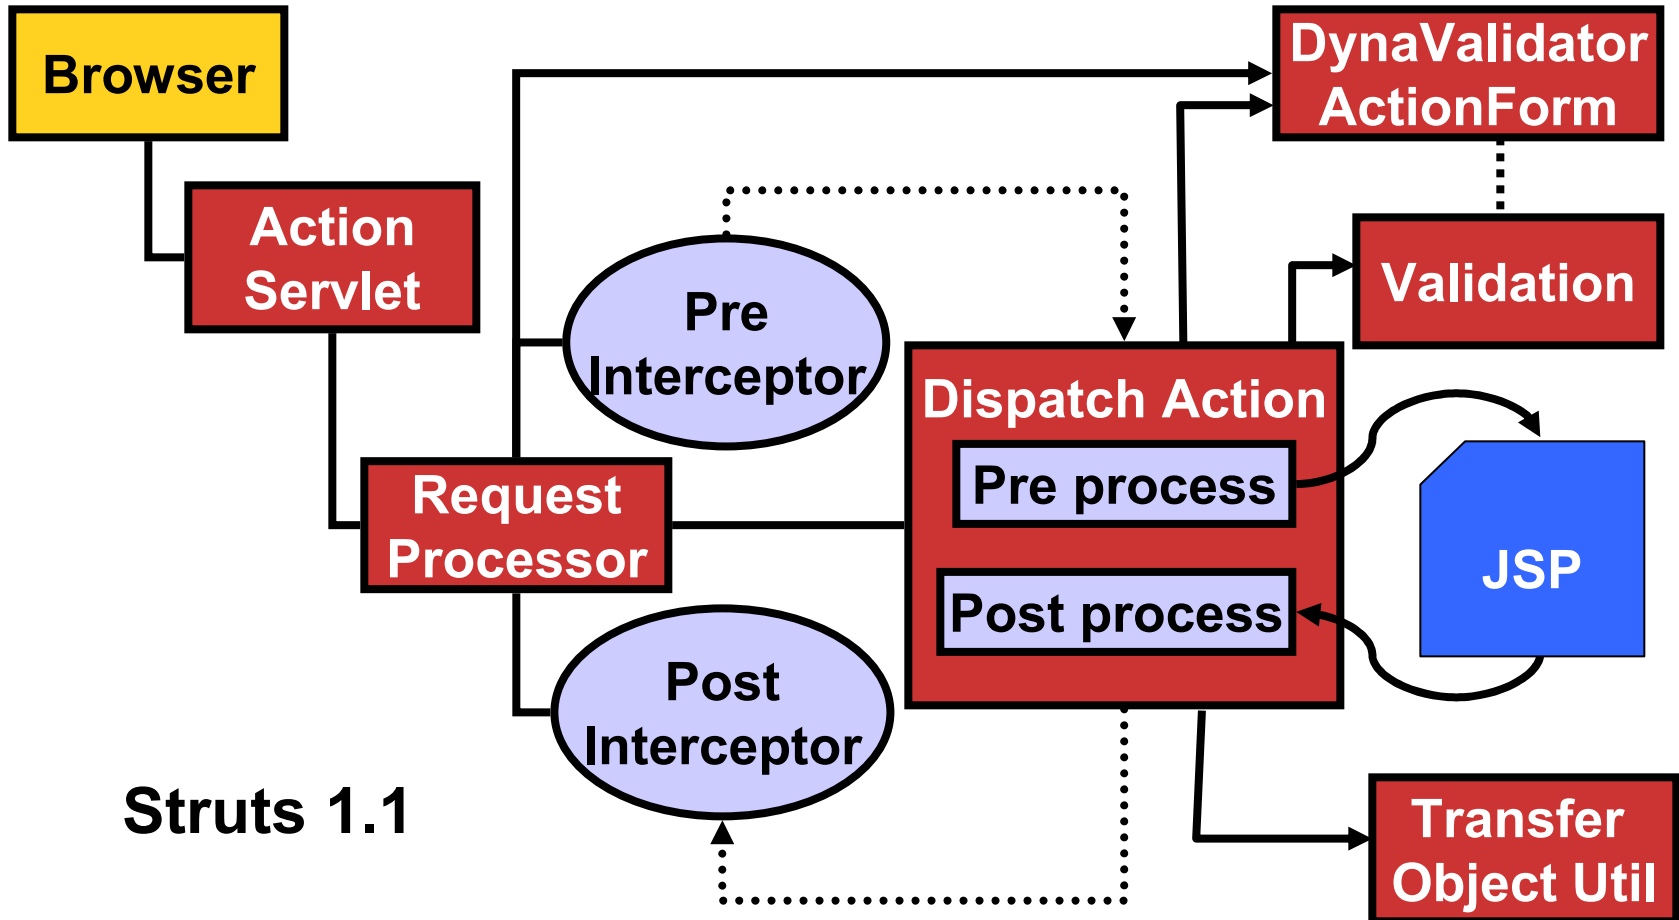 Browser
DynaValidator
ActionForm
Action
Servlet
Validation
Pre
Interceptor
Dispatch Action
Pre process
Request
Processor
JSP
Post process
Post
Interceptor
Struts 1.1
Transfer
Object Util